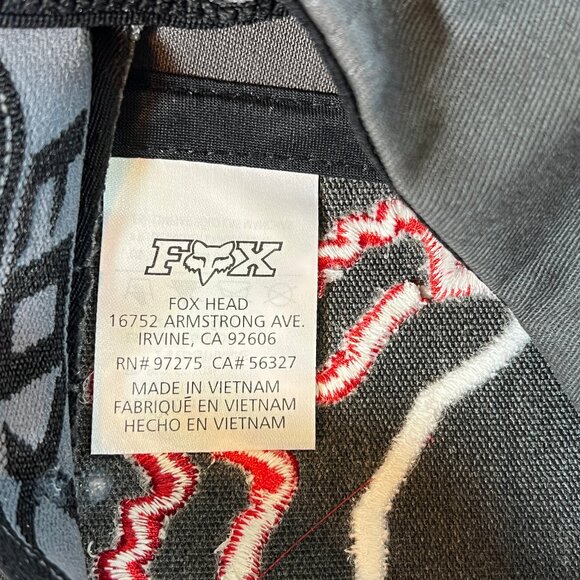 FOX
FOX HEAD
16752 ARMSTRONG AVE.
IRVINE, CA 92606
RN# 97275 CA# 56327
MADE IN VIETNAM
FABRIQUÉ EN VIETNAM
HECHO EN VIETNAM